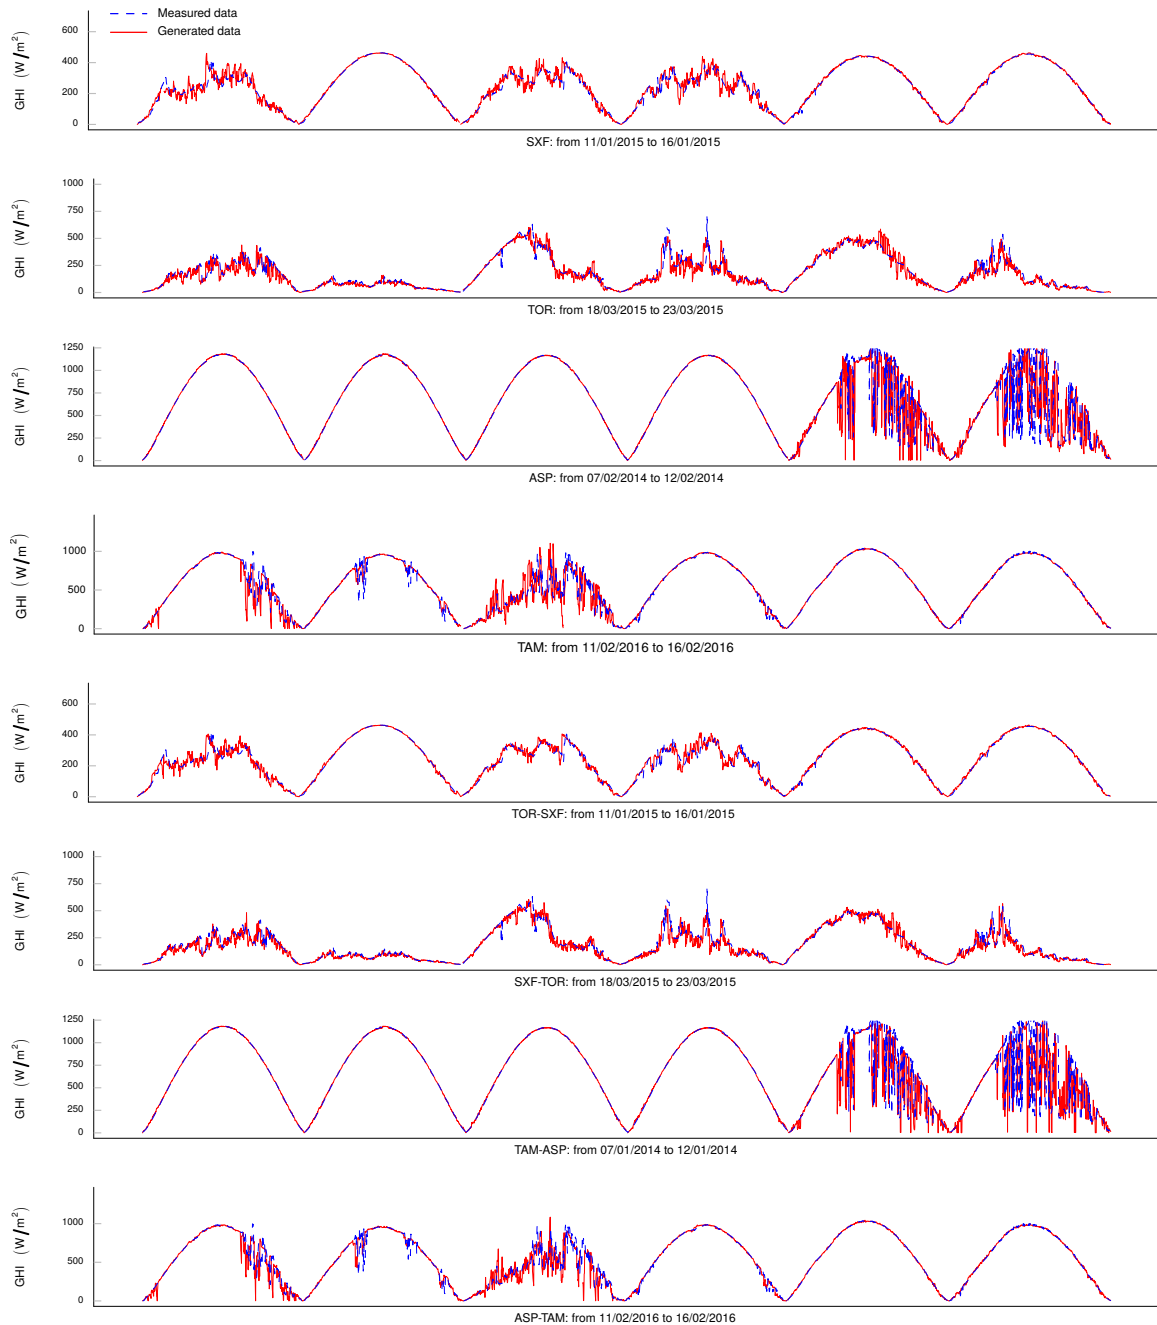 Measured data
Generated data
GHI (W/m²)
600
400
200
0
SXF: from 11/01/2015 to 16/01/2015
GHI (W/m²)
1000
750
500
250
0
TOR: from 18/03/2015 to 23/03/2015
GHI (W/m²)
1250
1000
750
500
250
0
ASP: from 07/02/2014 to 12/02/2014
GHI (W/m²)
1000
500
0
TAM: from 11/02/2016 to 16/02/2016
GHI (W/m²)
600
400
200
0
TOR-SXF: from 11/01/2015 to 16/01/2015
GHI (W/m²)
1000
750
500
250
0
SXF-TOR: from 18/03/2015 to 23/03/2015
GHI (W/m²)
1250
1000
750
500
250
0
TAM-ASP: from 07/01/2014 to 12/01/2014
GHI (W/m²)
1000
500
0
ASP-TAM: from 11/02/2016 to 16/02/2016